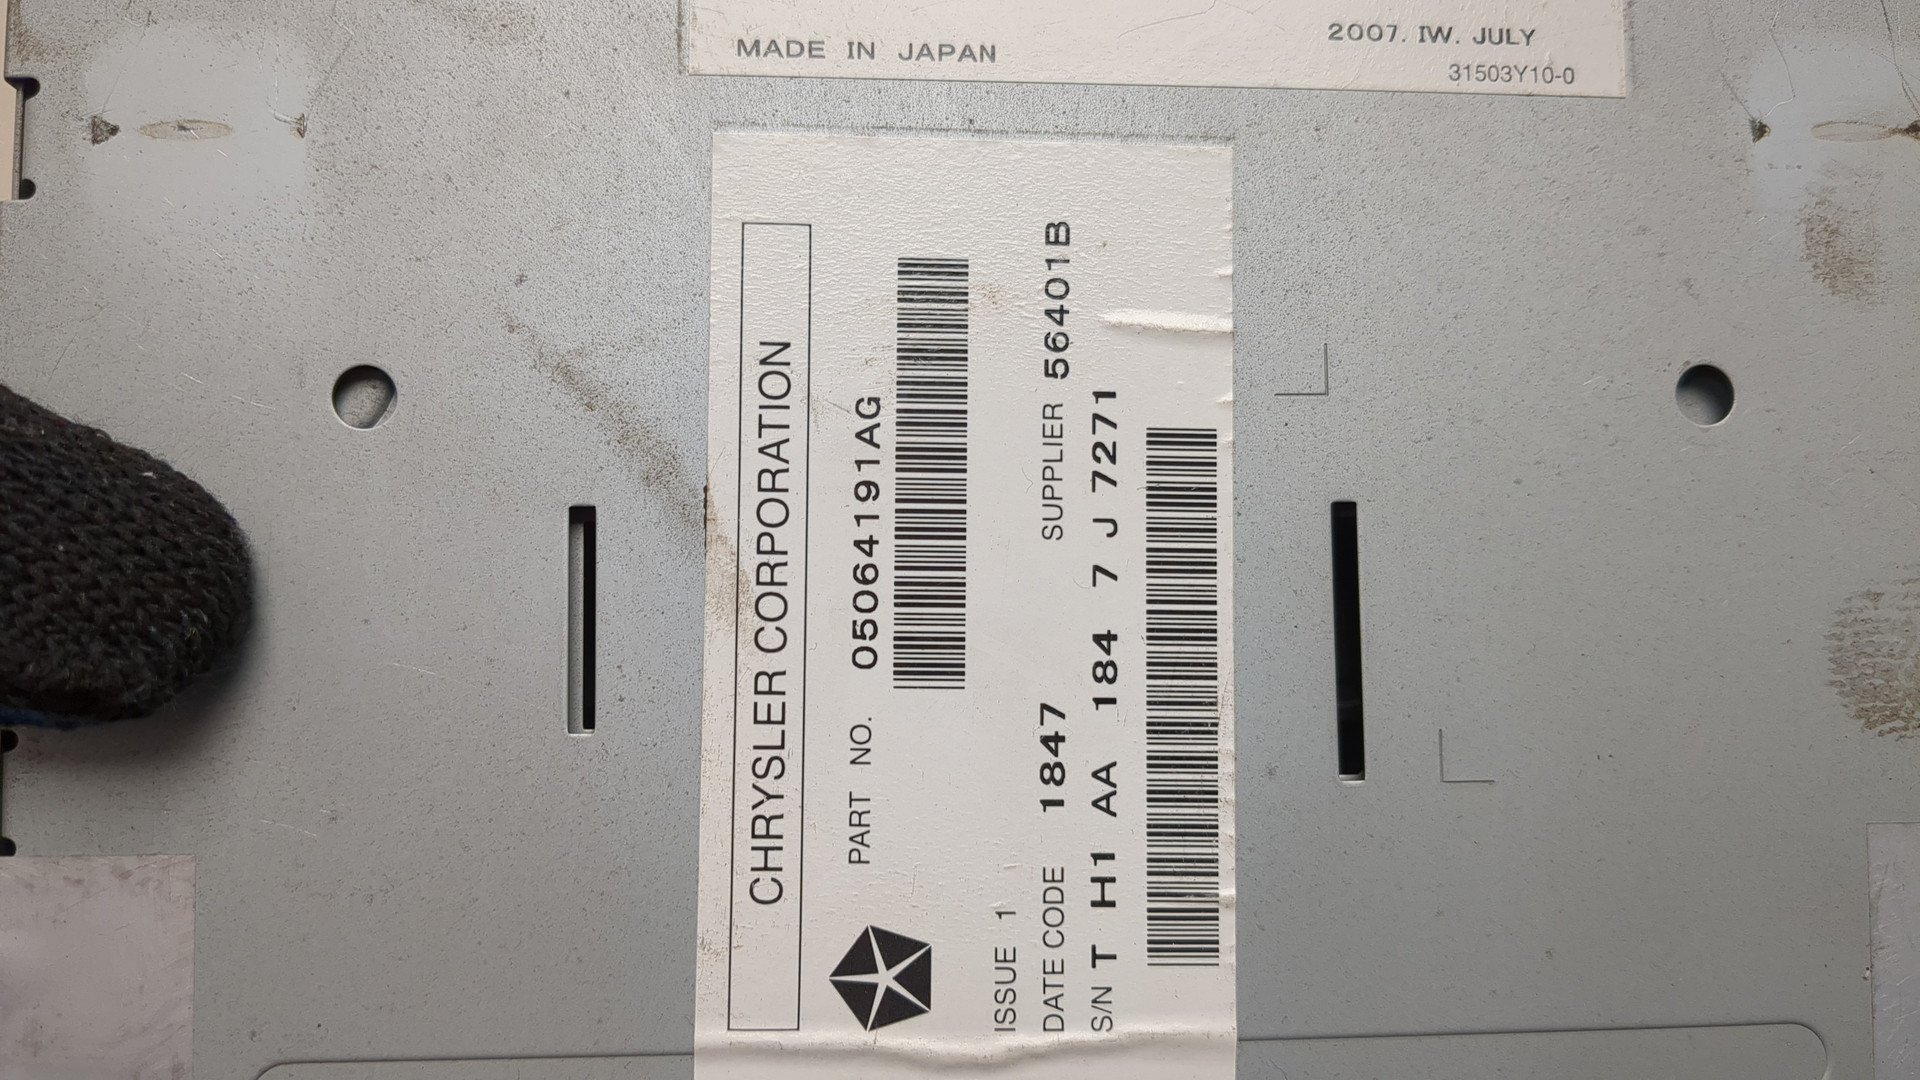 MADE IN JAPAN
2007. IW. JULY
31503Y10-0
CHRYSLER CORPORATION
PART NO. 05064191AG
ISSUE 1
DATE CODE 1847 SUPPLIER 56401B
S/N T H1 AA 184 7 J 7271